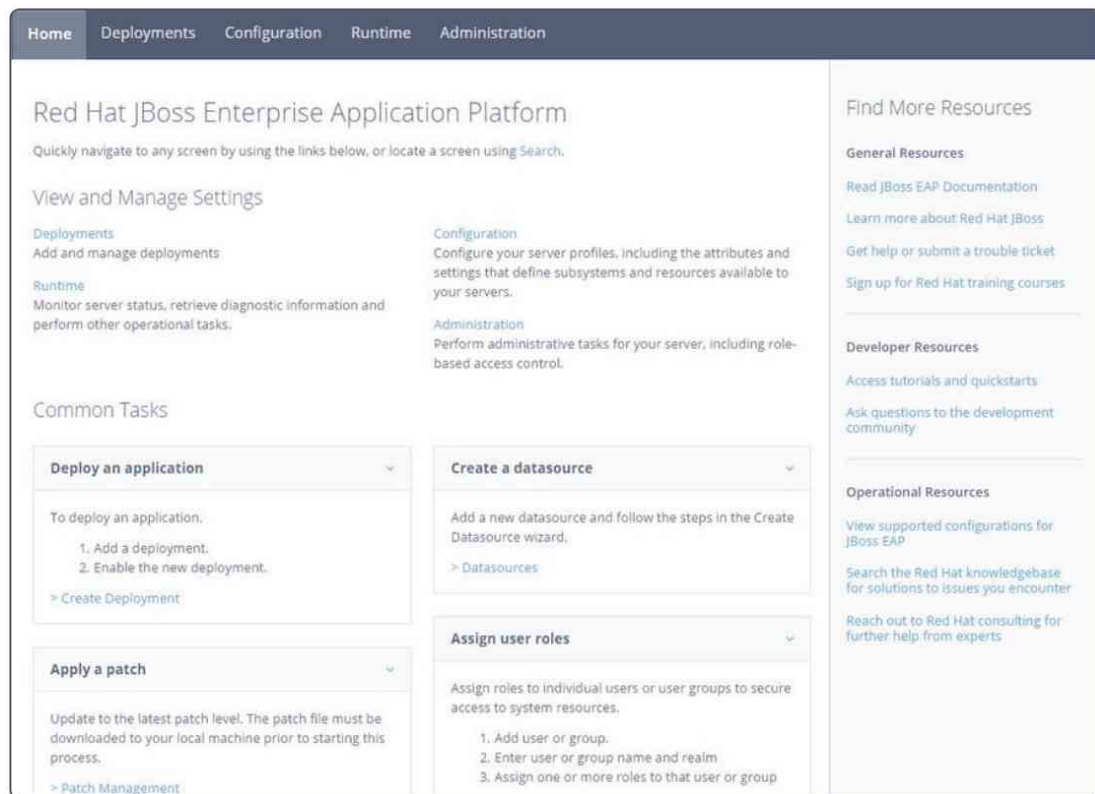 Home Deployments Configuration Runtime Administration
Red Hat JBoss Enterprise Application Platform
Quickly navigate to any screen by using the links below, or locate a screen using Search.
View and Manage Settings
Deployments
Add and manage deployments
Runtime
Monitor server status, retrieve diagnostic information and
perform other operational tasks.
Configuration
Configure your server profiles, including the attributes and
settings that define subsystems and resources available to
your servers.
Administration
Perform administrative tasks for your server, including role-
based access control.
Common Tasks
Deploy an application
To deploy an application.
1. Add a deployment.
2. Enable the new deployment.
> Create Deployment
Apply a patch
Update to the latest patch level. The patch file must be
downloaded to your local machine prior to starting this
process.
> Patch Management
Create a datasource
Add a new datasource and follow the steps in the Create
Datasource wizard.
> Datasources
Assign user roles
Assign roles to individual users or user groups to secure
access to system resources.
1. Add user or group.
2. Enter user or group name and realm
3. Assign one or more roles to that user or group
Find More Resources
General Resources
Read JBoss EAP Documentation
Learn more about Red Hat JBoss
Get help or submit a trouble ticket
Sign up for Red Hat training courses
Developer Resources
Access tutorials and quickstarts
Ask questions to the development
community
Operational Resources
View supported configurations for
JBoss EAP
Search the Red Hat knowledgebase
for solutions to issues you encounter
Reach out to Red Hat consulting for
further help from experts